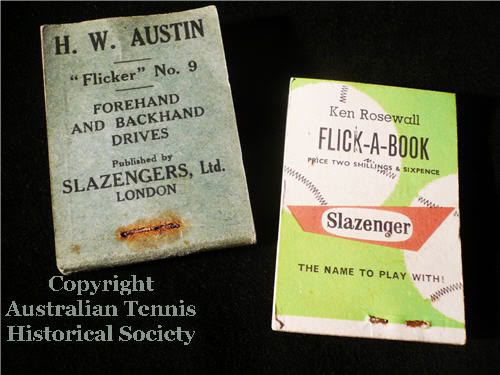 H. W. AUSTIN
"Flicker" No. 9
FOREHAND
AND BACKHAND
DRIVES
Published by
SLAZENGERS, Ltd.
LONDON
Ken Rosewall
FLICK-A-BOOK
PRICE TWO SHILLINGS & SIXPENCE
Slazenger
THE NAME TO PLAY WITH!
Copyright
Australian Tennis
Historical Society